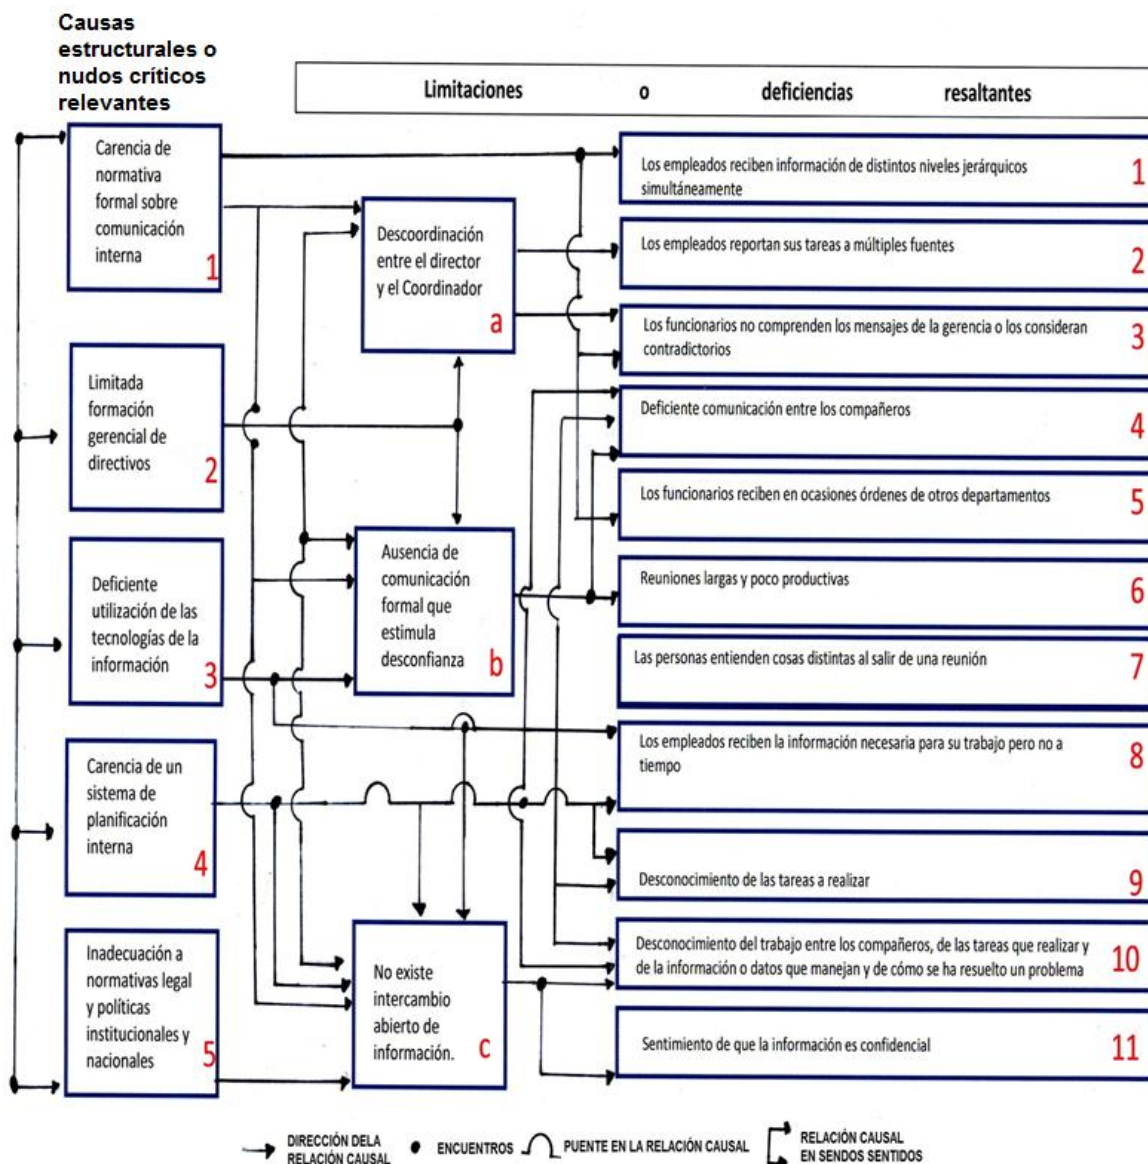 Causas
estructurales o
nudos críticos
relevantes
Limitaciones o deficiencias resaltantes
Carencia de
normativa
formal sobre
comunicación
interna
1
Limitada
formación
gerencial de
directivos
2
Deficiente
utilización de las
tecnologías de la
información
3
Carencia de un
sistema de
planificación
interna
4
Inadecuación a
normativas legal
y políticas
institucionales y
nacionales
5
Descoordinación
entre el director
y el Coordinador
a
Ausencia de
comunicación
formal que
estimula
desconfianza
b
No existe
intercambio
abierto de
información.
c
Los empleados reciben información de distintos niveles jerárquicos
simultáneamente
1
Los empleados reportan sus tareas a múltiples fuentes
2
Los funcionarios no comprenden los mensajes de la gerencia o los consideran
contradictorios
3
Deficiente comunicación entre los compañeros
4
Los funcionarios reciben en ocasiones órdenes de otros departamentos
5
Reuniones largas y poco productivas
6
Las personas entienden cosas distintas al salir de una reunión
7
Los empleados reciben la información necesaria para su trabajo pero no a
tiempo
8
Desconocimiento de las tareas a realizar
9
Desconocimiento del trabajo entre los compañeros, de las tareas que realizar y
de la información o datos que manejan y de cómo se ha resuelto un problema
10
Sentimiento de que la información es confidencial
11
DIRECCIÓN DELA
RELACIÓN CAUSAL
ENCUENTROS
PUENTE EN LA RELACIÓN CAUSAL
RELACIÓN CAUSAL
EN SENDOS SENTIDOS